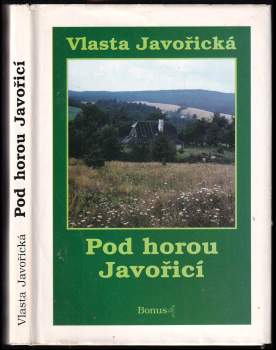 Vlasta Javořická
Pod horou
Javořicí
Bonus A
Vlasta Javořická Pod horou Javořicí